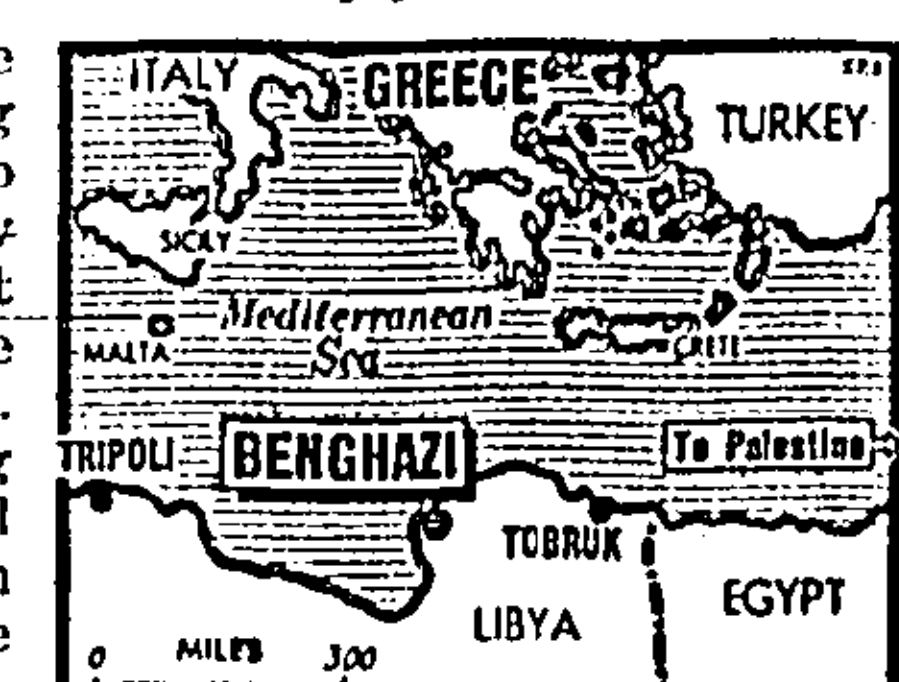 ITALY
GREECE
TURKEY
SICILY
Mediterranean
Sea
MALTA
CRETE
TRIPOLI
BENGHAZI
To Palestine
TOBRUK
EGYPT
LIBYA
MILES
0 300